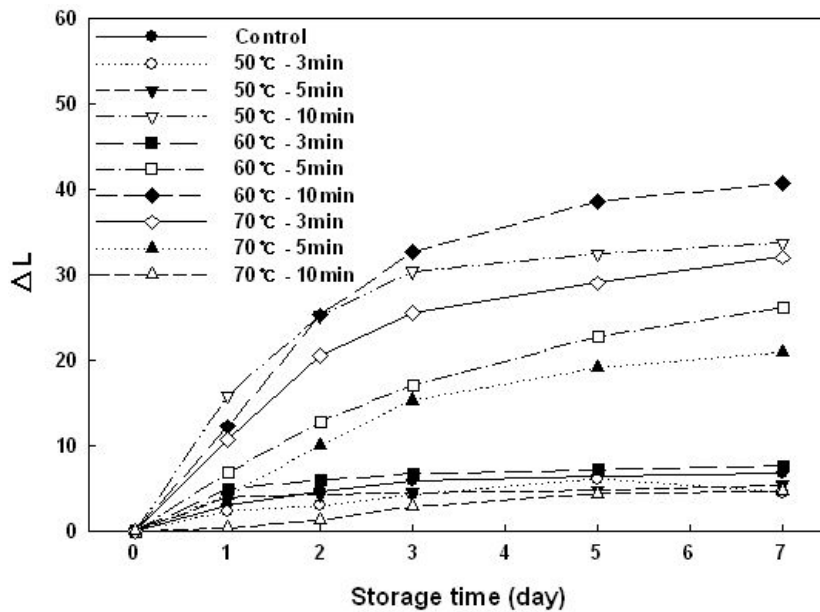 60
50
40
30
20
10
0
△L
Control
50℃ - 3min
50℃ - 5min
50℃ - 10min
60℃ - 3min
60℃ - 5min
60℃ - 10min
70℃ - 3min
70℃ - 5min
70℃ - 10min
0 1 2 3 4 5 6 7
Storage time (day)